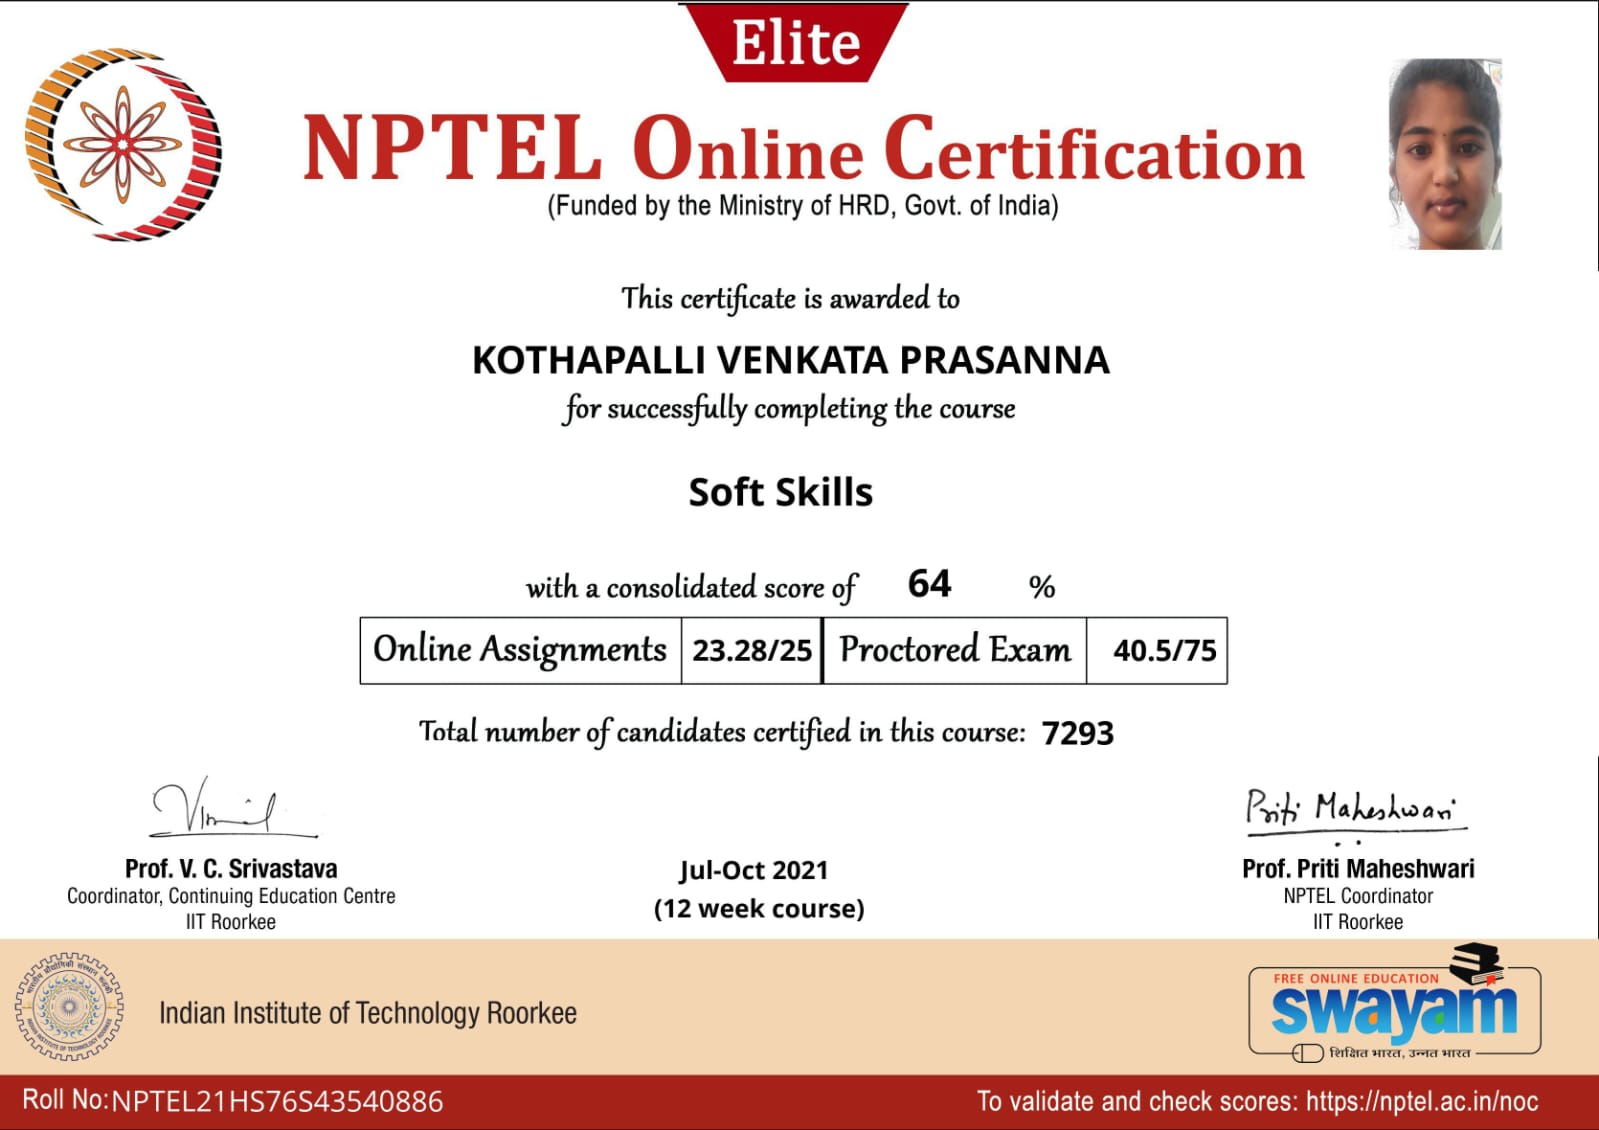 Elite
NPTEL Online Certification
(Funded by the Ministry of HRD, Govt. of India)
This certificate is awarded to
KOTHAPALLI VENKATA PRASANNA
for successfully completing the course
Soft Skills
with a consolidated score of 64 %
Online Assignments 23.28/25 Proctored Exam 40.5/75
Total number of candidates certified in this course: 7293
Priti Maheshwari
Prof. V. C. Srivastava
Coordinator, Continuing Education Centre
IIT Roorkee
Jul-Oct 2021
(12 week course)
Prof. Priti Maheshwari
NPTEL Coordinator
IIT Roorkee
Indian Institute of Technology Roorkee
FREE ONLINE EDUCATION
swayam
शिक्षित भारत, उन्नत भारत
Roll No:NPTEL21HS76S43540886
To validate and check scores: https://nptel.ac.in/noc